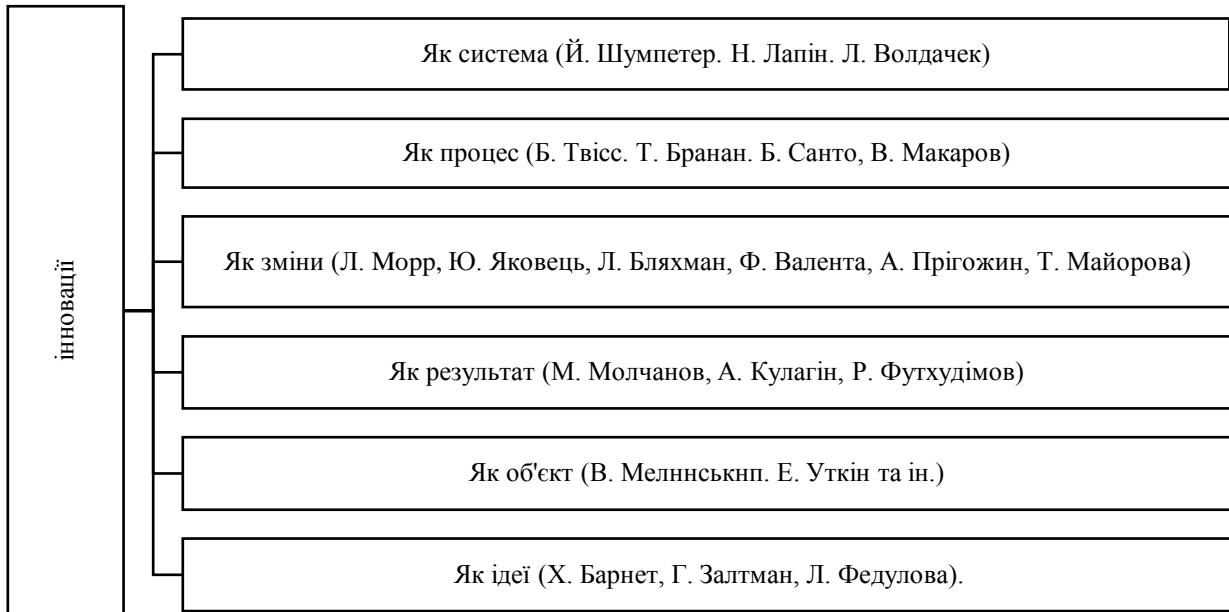 інновації
Як система (Й. Шумпетер. Н. Лапін. Л. Волдачек)
Як процес (Б. Твісс. Т. Бранан. Б. Санто, В. Макаров)
Як зміни (Л. Морр, Ю. Яковець, Л. Бляхман, Ф. Валента, А. Прігожин, Т. Майорова)
Як результат (М. Молчанов, А. Кулагін, Р. Футхудімов)
Як об'єкт (В. Мелннськнп. Е. Уткін та ін.)
Як ідеї (Х. Барнет, Г. Залтман, Л. Федулова).